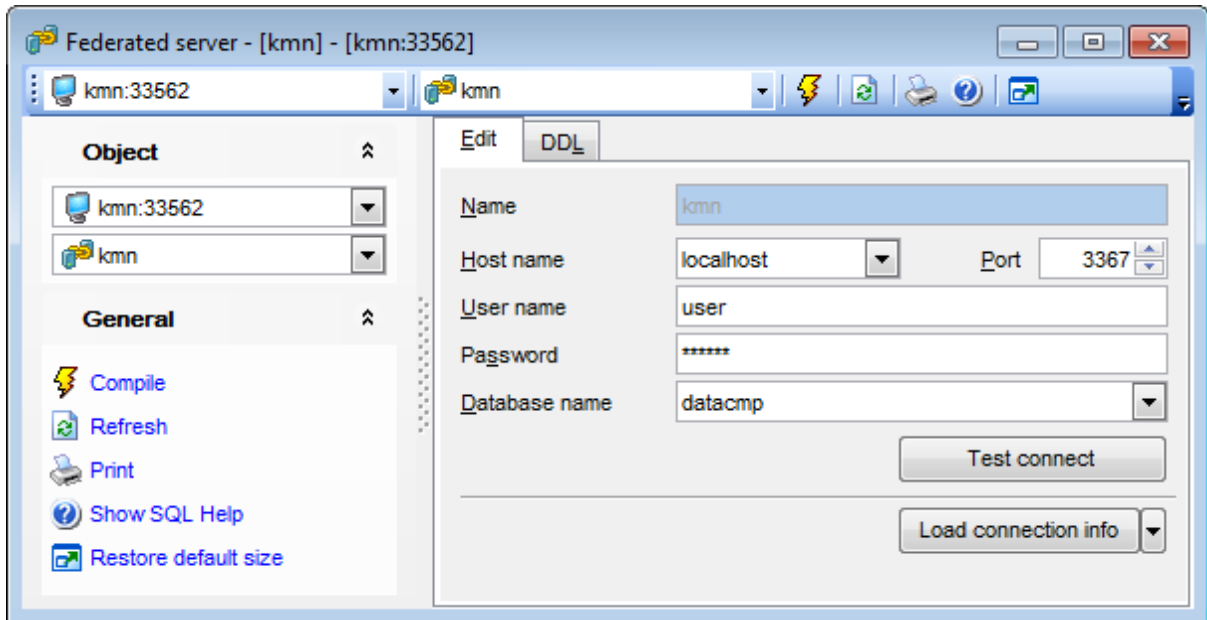 Federated server - [kmn] - [kmn:33562]
kmn:33562 kmn
Object
kmn:33562
kmn
General
Compile
Refresh
Print
Show SQL Help
Restore default size
Edit DDL
Name kmn
Host name localhost Port 3367
User name user
Password ******
Database name datacmp
Test connect
Load connection info